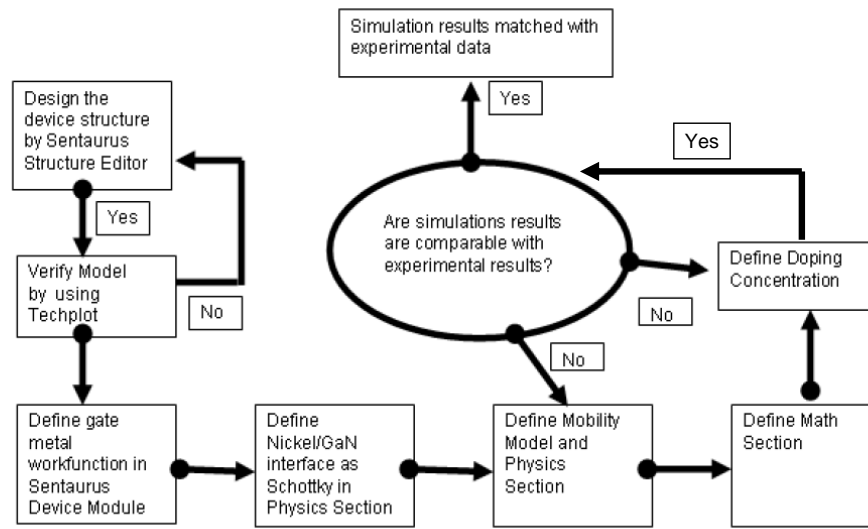 Simulation results matched with
experimental data
Yes
Design the
device structure
by Sentaurus
Structure Editor
Yes
Verify Model
by using
Techplot
No
Are simulations results
are comparable with
experimental results?
Yes
Define Doping
Concentration
No
No
Define gate
metal
workfunction in
Sentaurus
Device Module
Define
Nickel/GaN
interface as
Schottky in
Physics Section
Define Mobility
Model and
Physics
Section
Define Math
Section